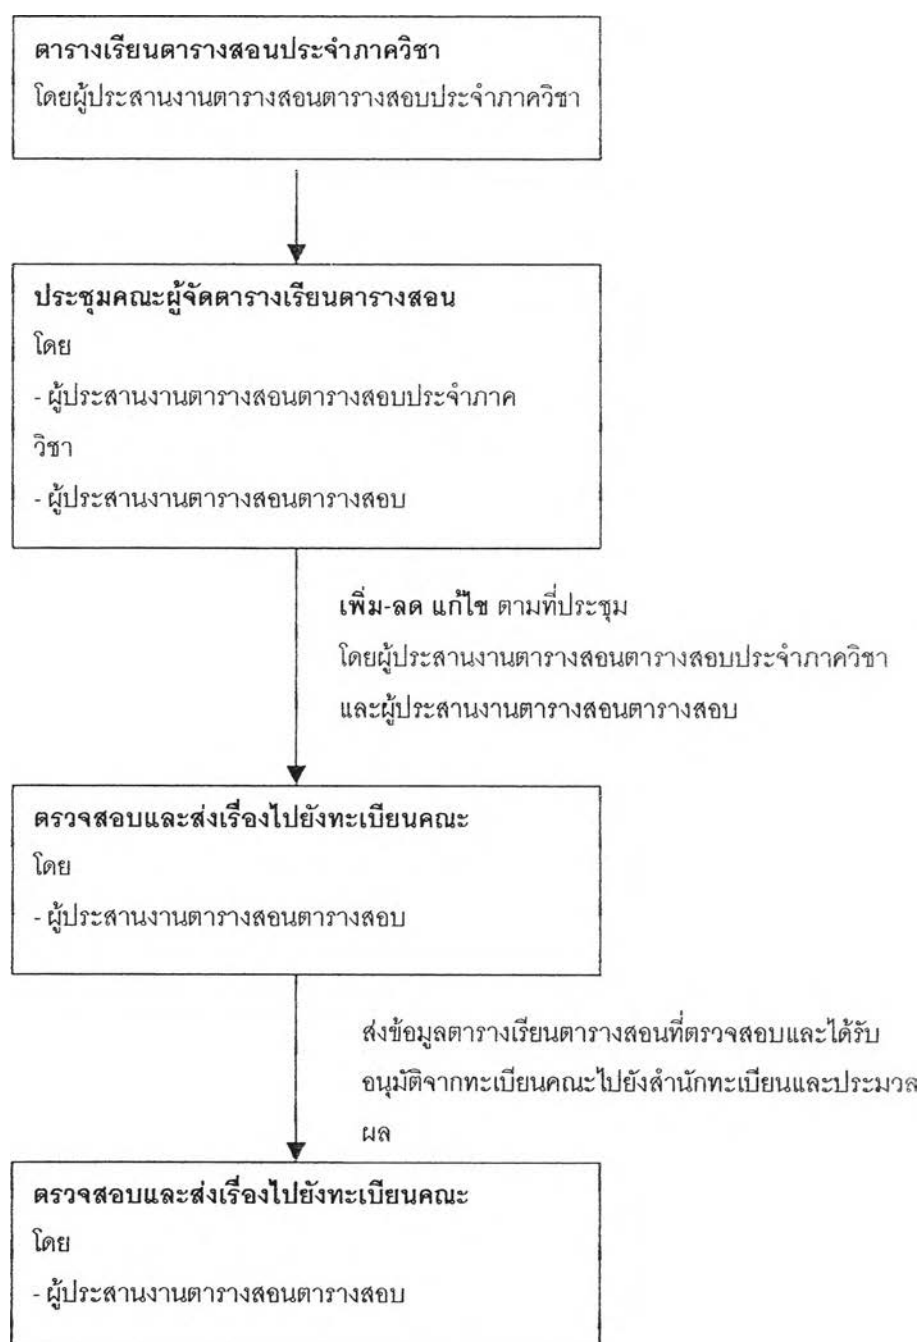 ตารางเรียนตารางสอนประจำภาควิชา
โดยผู้ประสานงานตารางสอนตารางสอบประจำภาควิชา
ประชุมคณะผู้จัดตารางเรียนตารางสอน
โดย
- ผู้ประสานงานตารางสอนตารางสอบประจำภาค
วิชา
- ผู้ประสานงานตารางสอนตารางสอบ
เพิ่ม-ลด แก้ไข ตามที่ประชุม
โดยผู้ประสานงานตารางสอนตารางสอบประจำภาควิชา
และผู้ประสานงานตารางสอนตารางสอบ
ตรวจสอบและส่งเรื่องไปยังทะเบียนคณะ
โดย
- ผู้ประสานงานตารางสอนตารางสอบ
ส่งข้อมูลตารางเรียนตารางสอนที่ตรวจสอบและได้รับ
อนุมัติจากทะเบียนคณะไปยังสำนักทะเบียนและประมวล
ผล
ตรวจสอบและส่งเรื่องไปยังทะเบียนคณะ
โดย
- ผู้ประสานงานตารางสอนตารางสอบ